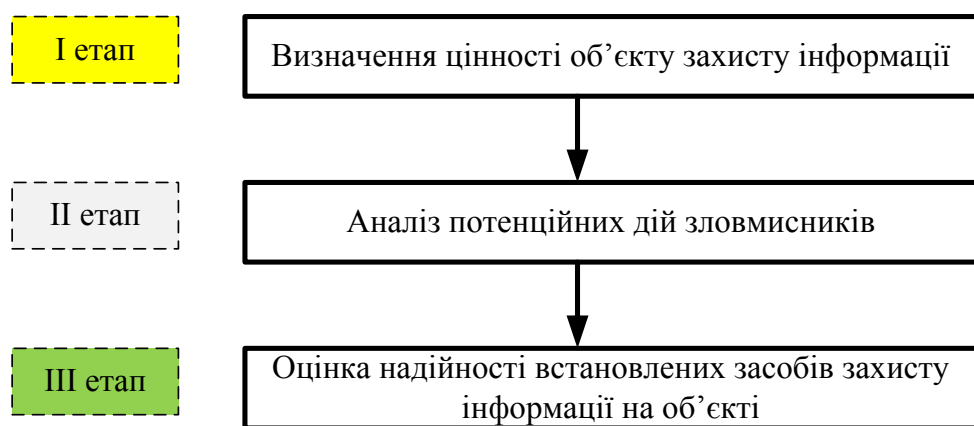 І етап
Визначення цінності об’єкту захисту інформації
ІІ етап
Аналіз потенційних дій зловмисників
ІІІ етап
Оцінка надійності встановлених засобів захисту
інформації на об’єкті